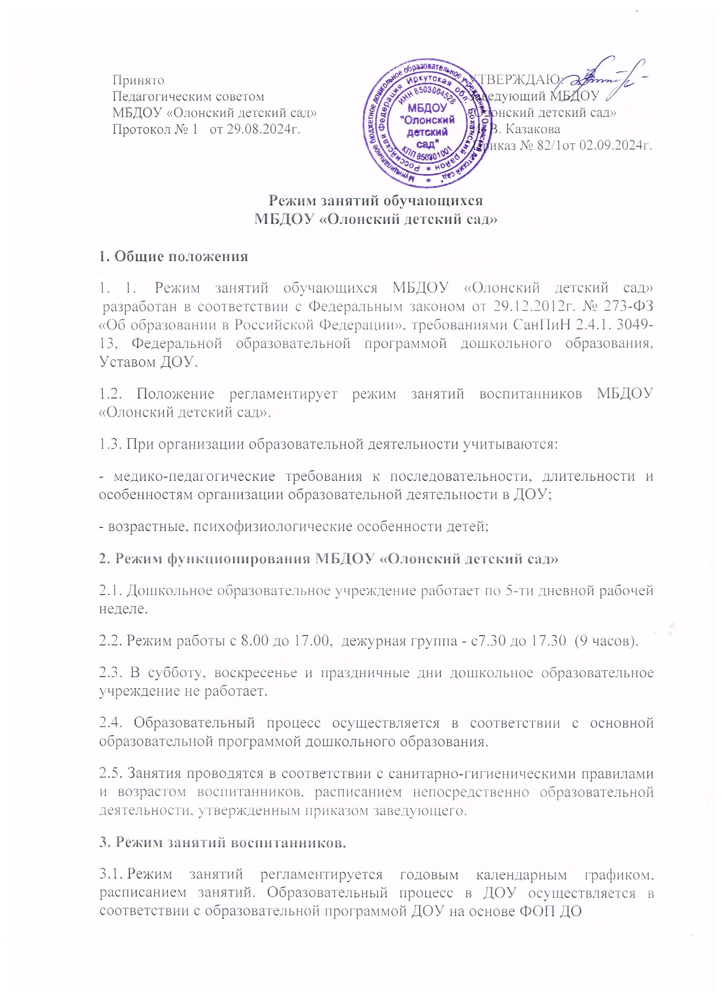 Принято
Педагогическим советом
МБДОУ «Олонский детский сад»
Протокол № 1 от 29.08.2024г.
Муниципальное бюджетное дошкольное образовательное учреждение "Олонский детский сад" *
Российская Федерация Иркутская обл. Боханский район *
ИНН 8503004528
МБДОУ
"Олонский
детский
сад"
КПП 850301001
УТВЕРЖДАЮ:
Заведующий МБДОУ
«Олонский детский сад»
И. В. Казакова
Приказ № 82/1от 02.09.2024г.
Режим занятий обучающихся
МБДОУ «Олонский детский сад»
1. Общие положения
1. 1. Режим занятий обучающихся МБДОУ «Олонский детский сад»
разработан в соответствии с Федеральным законом от 29.12.2012г. № 273-ФЗ
«Об образовании в Российской Федерации», требованиями СанПиН 2.4.1. 3049-
13, Федеральной образовательной программой дошкольного образования,
Уставом ДОУ.
1.2. Положение регламентирует режим занятий воспитанников МБДОУ
«Олонский детский сад».
1.3. При организации образовательной деятельности учитываются:
- медико-педагогические требования к последовательности, длительности и
особенностям организации образовательной деятельности в ДОУ;
- возрастные, психофизиологические особенности детей;
2. Режим функционирования МБДОУ «Олонский детский сад»
2.1. Дошкольное образовательное учреждение работает по 5-ти дневной рабочей
неделе.
2.2. Режим работы с 8.00 до 17.00, дежурная группа - с7.30 до 17.30 (9 часов).
2.3. В субботу, воскресенье и праздничные дни дошкольное образовательное
учреждение не работает.
2.4. Образовательный процесс осуществляется в соответствии с основной
образовательной программой дошкольного образования.
2.5. Занятия проводятся в соответствии с санитарно-гигиеническими правилами
и возрастом воспитанников, расписанием непосредственно образовательной
деятельности, утвержденным приказом заведующего.
3. Режим занятий воспитанников.
3.1. Режим занятий регламентируется годовым календарным графиком,
расписанием занятий. Образовательный процесс в ДОУ осуществляется в
соответствии с образовательной программой ДОУ на основе ФОП ДО